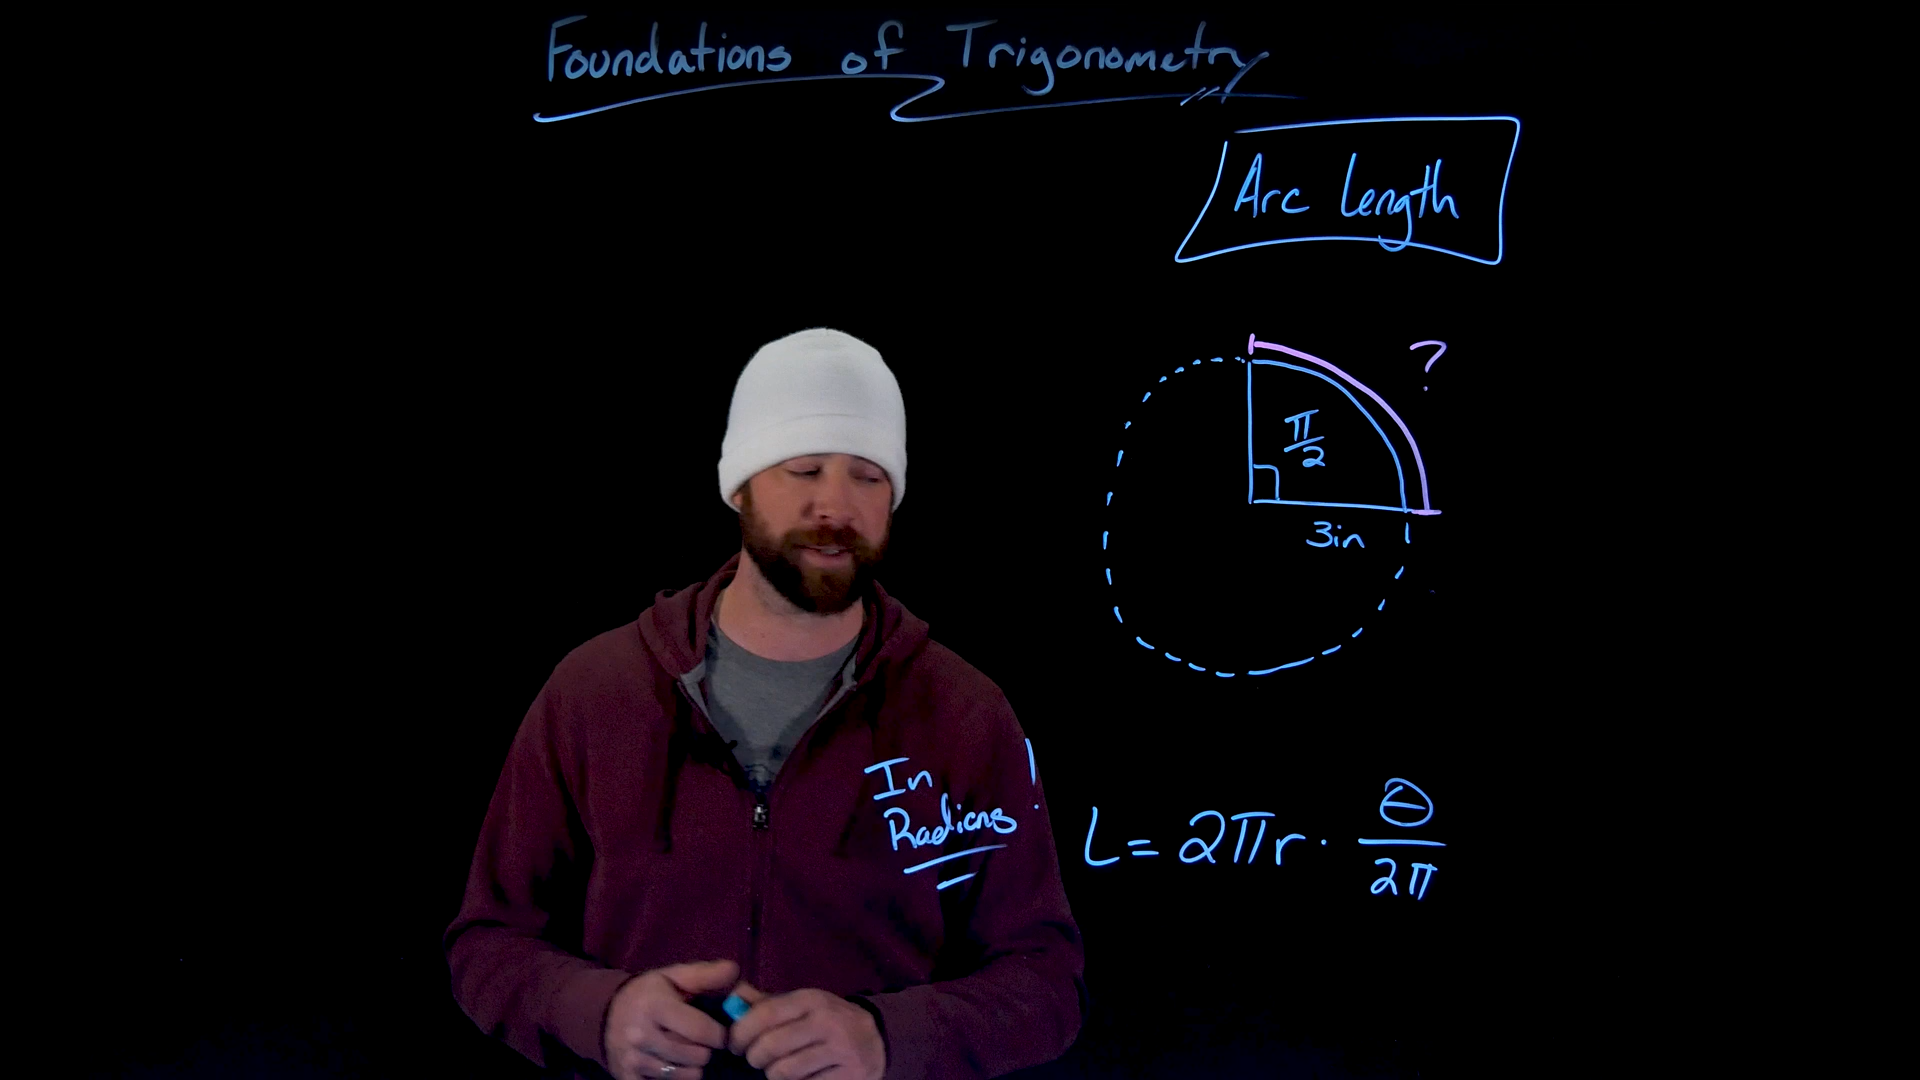 Foundations of Trigonometry
Arc Length
?
π/2
3in
In
Radians!
L = 2πr · θ/2π